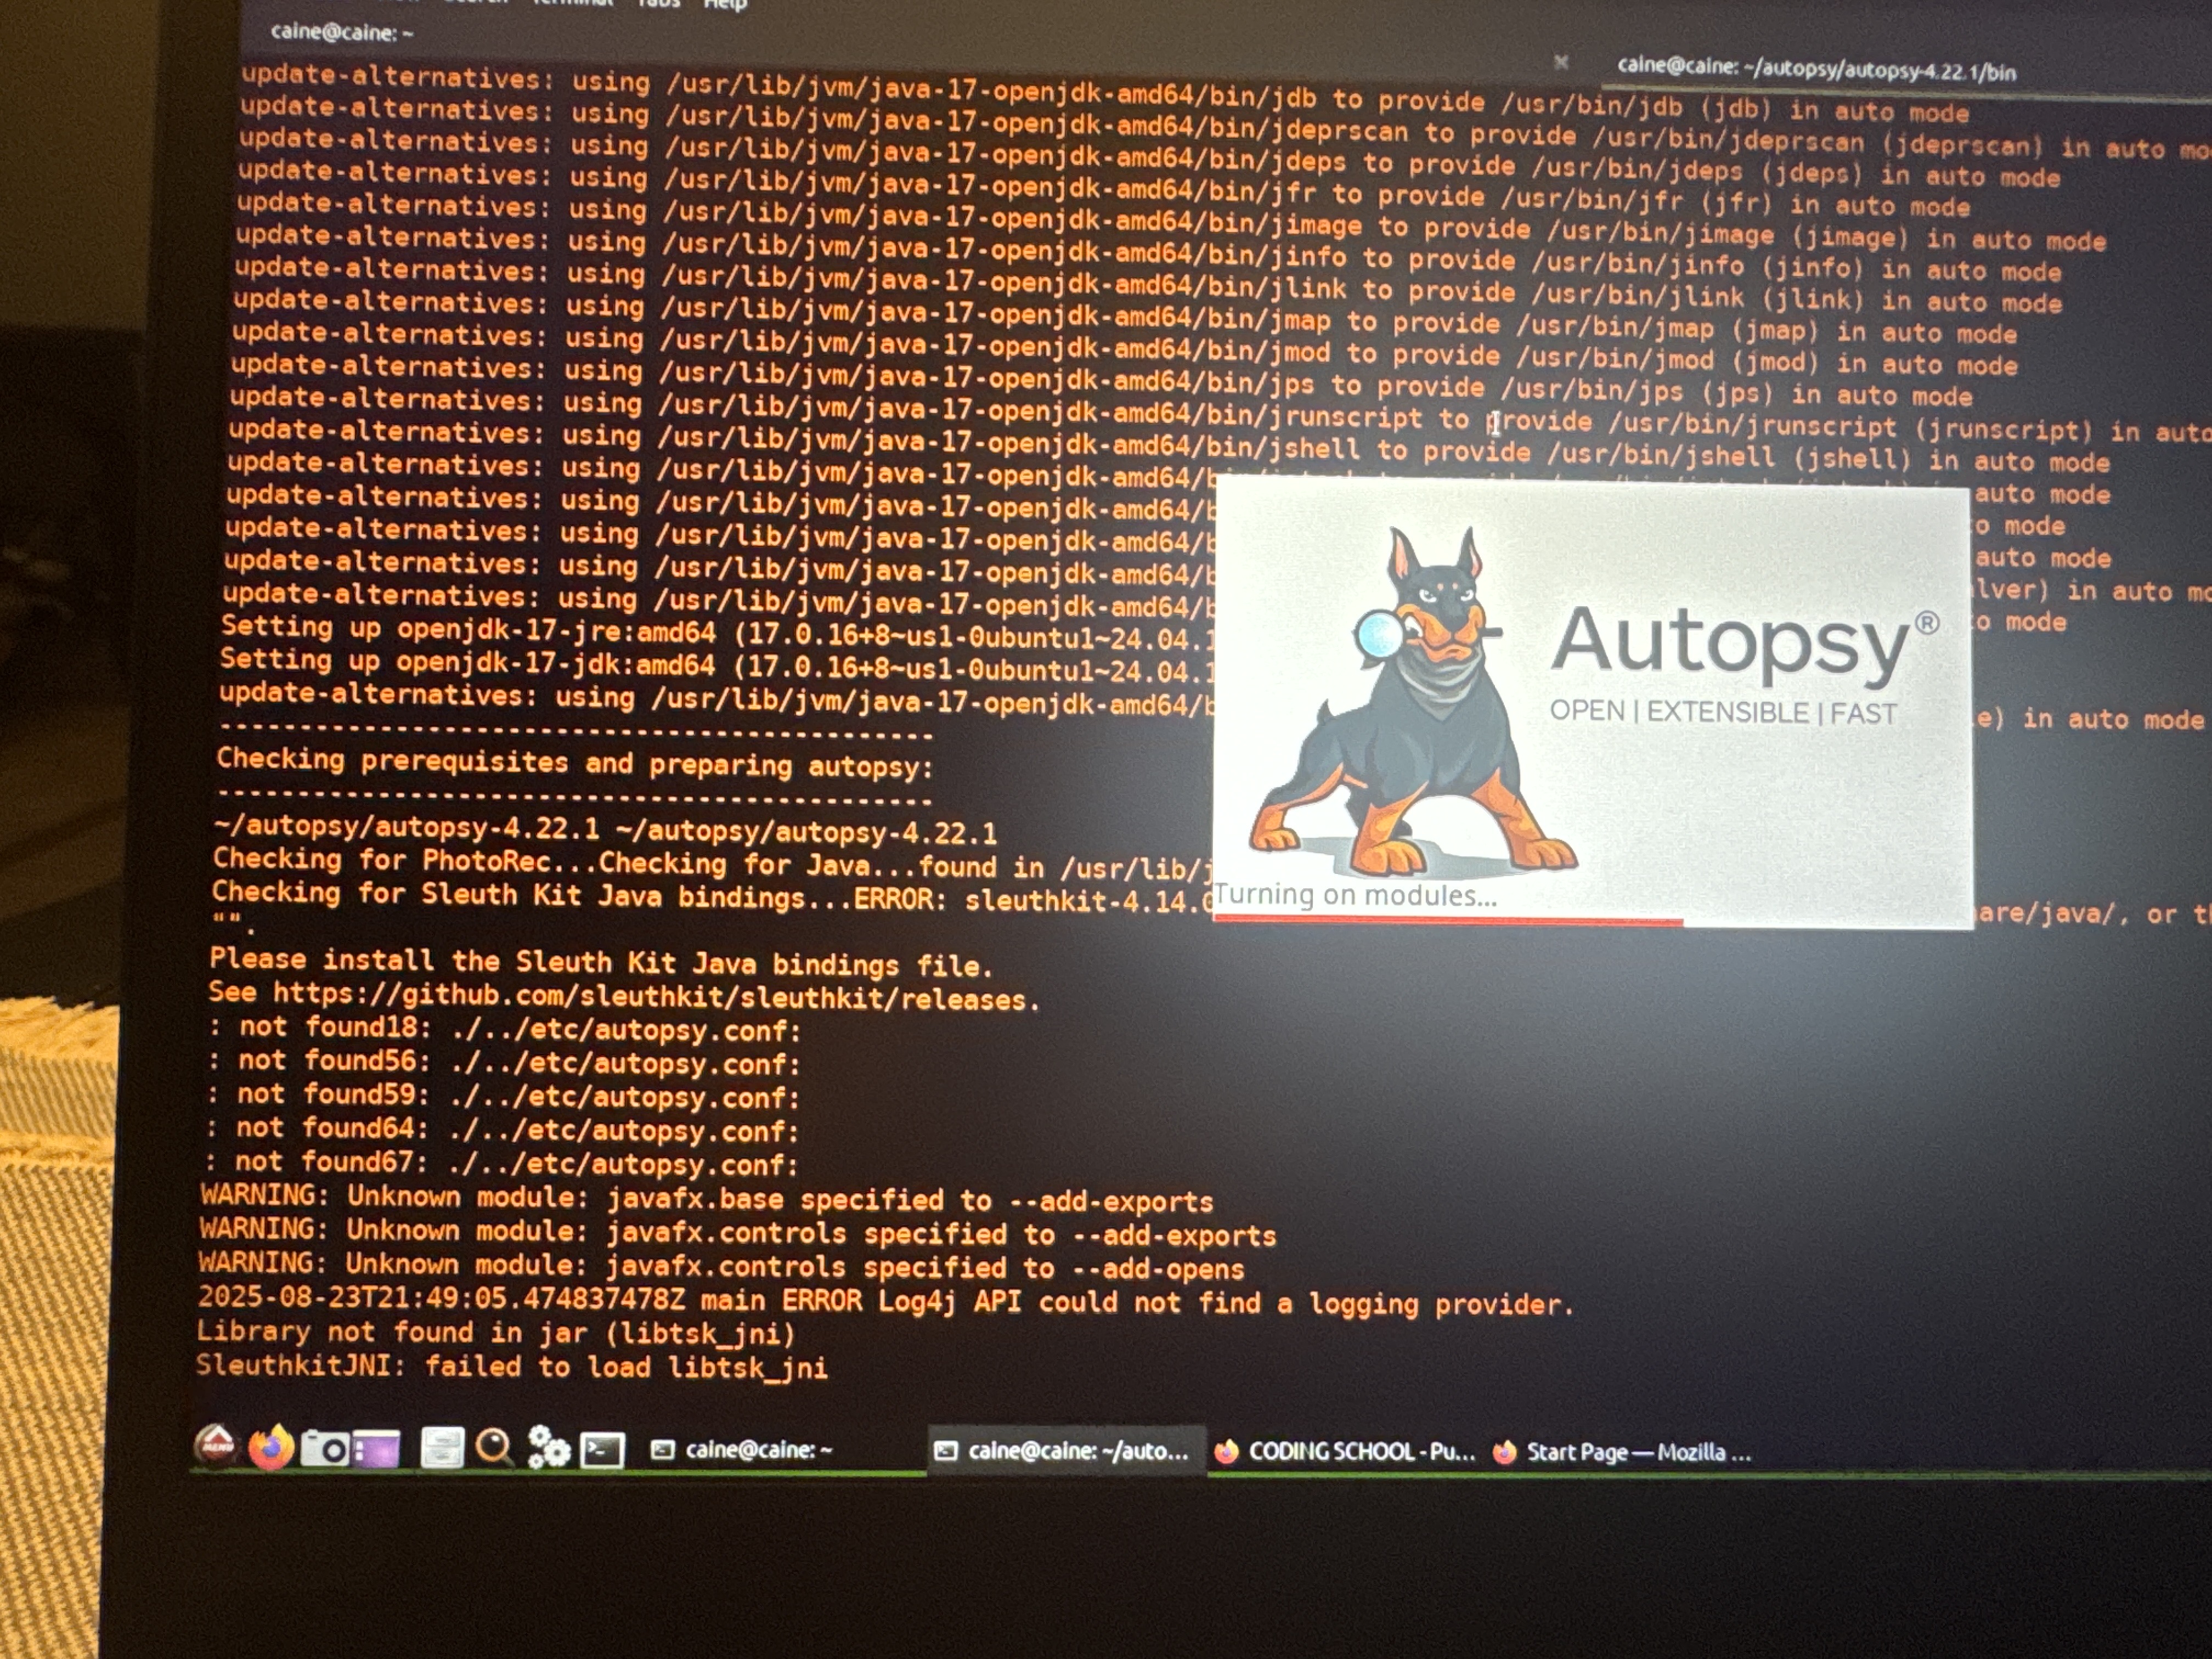 Terminal Tabs Help
caine@caine: ~
caine@caine: ~/autopsy/autopsy-4.22.1/bin
update-alternatives: using /usr/lib/jvm/java-17-openjdk-amd64/bin/jdb to provide /usr/bin/jdb (jdb) in auto mode
update-alternatives: using /usr/lib/jvm/java-17-openjdk-amd64/bin/jdeprscan to provide /usr/bin/jdeprscan (jdeprscan) in auto mo
update-alternatives: using /usr/lib/jvm/java-17-openjdk-amd64/bin/jdeps to provide /usr/bin/jdeps (jdeps) in auto mode
update-alternatives: using /usr/lib/jvm/java-17-openjdk-amd64/bin/jfr to provide /usr/bin/jfr (jfr) in auto mode
update-alternatives: using /usr/lib/jvm/java-17-openjdk-amd64/bin/jimage to provide /usr/bin/jimage (jimage) in auto mode
update-alternatives: using /usr/lib/jvm/java-17-openjdk-amd64/bin/jinfo to provide /usr/bin/jinfo (jinfo) in auto mode
update-alternatives: using /usr/lib/jvm/java-17-openjdk-amd64/bin/jlink to provide /usr/bin/jlink (jlink) in auto mode
update-alternatives: using /usr/lib/jvm/java-17-openjdk-amd64/bin/jmap to provide /usr/bin/jmap (jmap) in auto mode
update-alternatives: using /usr/lib/jvm/java-17-openjdk-amd64/bin/jmod to provide /usr/bin/jmod (jmod) in auto mode
update-alternatives: using /usr/lib/jvm/java-17-openjdk-amd64/bin/jps to provide /usr/bin/jps (jps) in auto mode
update-alternatives: using /usr/lib/jvm/java-17-openjdk-amd64/bin/jrunscript to provide /usr/bin/jrunscript (jrunscript) in auto
update-alternatives: using /usr/lib/jvm/java-17-openjdk-amd64/bin/jshell to provide /usr/bin/jshell (jshell) in auto mode
update-alternatives: using /usr/lib/jvm/java-17-openjdk-amd64/b auto mode
update-alternatives: using /usr/lib/jvm/java-17-openjdk-amd64/b o mode
update-alternatives: using /usr/lib/jvm/java-17-openjdk-amd64/b auto mode
update-alternatives: using /usr/lib/jvm/java-17-openjdk-amd64/b lver) in auto mo
update-alternatives: using /usr/lib/jvm/java-17-openjdk-amd64/b o mode
Setting up openjdk-17-jre:amd64 (17.0.16+8~us1-0ubuntu1~24.04.1
Setting up openjdk-17-jdk:amd64 (17.0.16+8~us1-0ubuntu1~24.04.1
update-alternatives: using /usr/lib/jvm/java-17-openjdk-amd64/b e) in auto mode
---------------------------------------------
Checking prerequisites and preparing autopsy:
---------------------------------------------
~/autopsy/autopsy-4.22.1 ~/autopsy/autopsy-4.22.1
Checking for PhotoRec...Checking for Java...found in /usr/lib/j
Checking for Sleuth Kit Java bindings...ERROR: sleuthkit-4.14.0 are/java/, or t
"".
Please install the Sleuth Kit Java bindings file.
See https://github.com/sleuthkit/sleuthkit/releases.
: not found18: ./../etc/autopsy.conf:
: not found56: ./../etc/autopsy.conf:
: not found59: ./../etc/autopsy.conf:
: not found64: ./../etc/autopsy.conf:
: not found67: ./../etc/autopsy.conf:
WARNING: Unknown module: javafx.base specified to --add-exports
WARNING: Unknown module: javafx.controls specified to --add-exports
WARNING: Unknown module: javafx.controls specified to --add-opens
2025-08-23T21:49:05.474837478Z main ERROR Log4j API could not find a logging provider.
Library not found in jar (libtsk_jni)
SleuthkitJNI: failed to load libtsk_jni
Autopsy®
OPEN | EXTENSIBLE | FAST
Turning on modules...
MENU
caine@caine: ~
caine@caine: ~/auto...
CODING SCHOOL - Pu...
Start Page — Mozilla ...